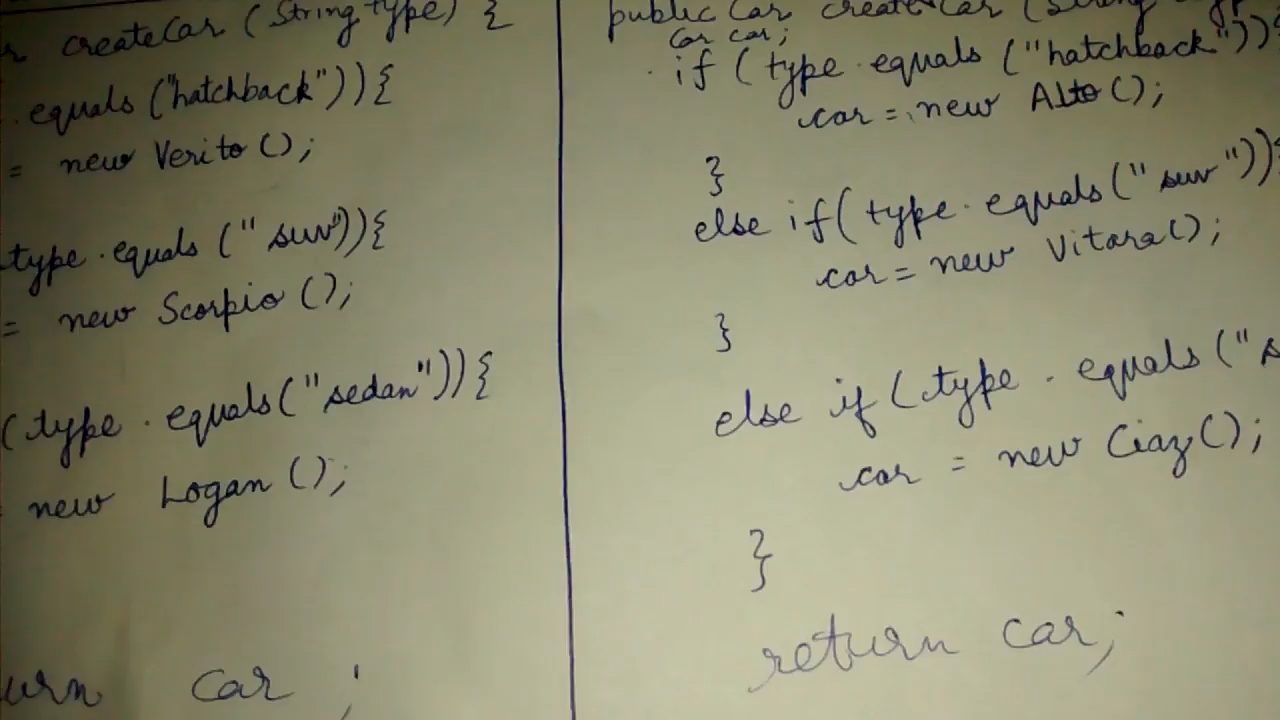 createCar (String type) {
.equals ("hatchback")){
= new Verito ();
type.equals ("suv")){
= new Scorpio ();
(type.equals("sedan")){
new Logan ();
urn car ;
public Car createCar (String
Car car;
if (type.equals ("hatchback")){
car = new Alto ();
}
else if (type.equals("suv")){
car = new Vitara();
}
else if (type.equals ("s
car = new Ciaz();
}
return car;